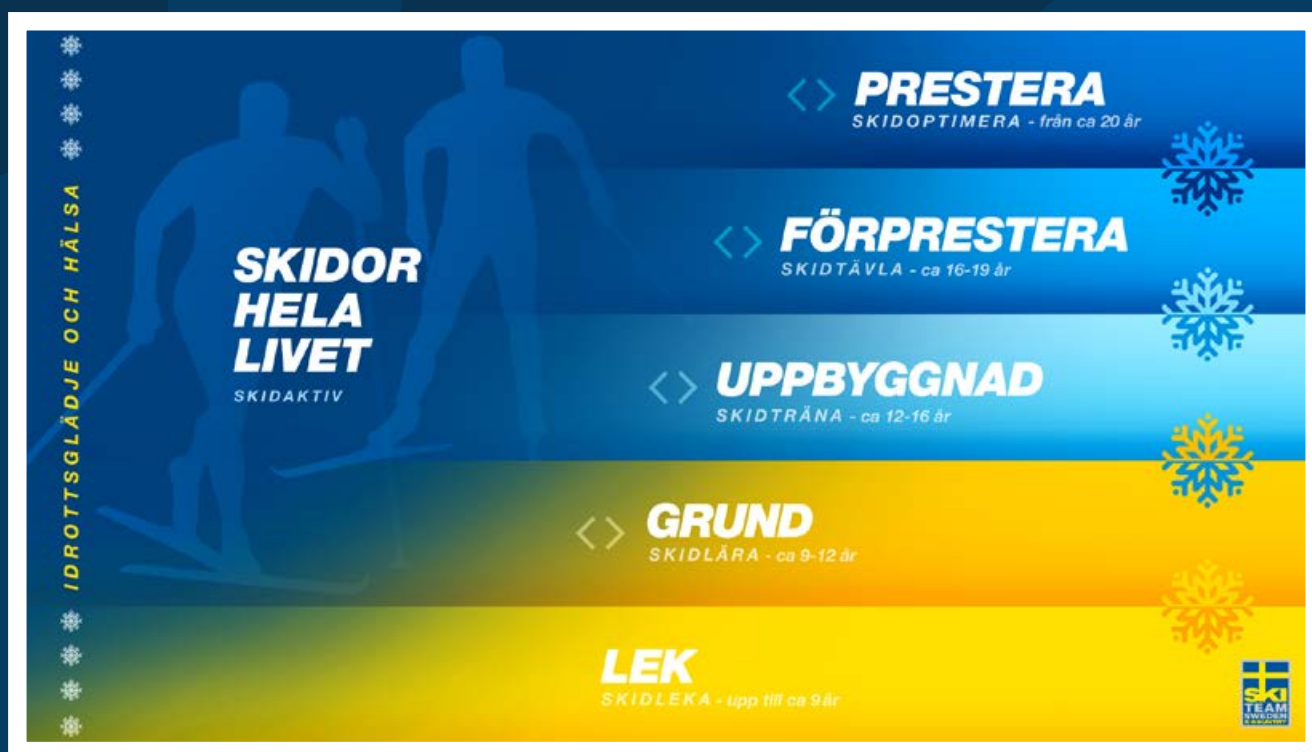 IDROTTSGLÄDJE OCH HÄLSA
SKIDOR
HELA
LIVET
SKIDAKTIV
<> PRESTERA
SKIDOPTIMERA - från ca 20 år
<> FÖRPRESTERA
SKIDTÄVLA - ca 16-19 år
<> UPPBYGGNAD
SKIDTRÄNA - ca 12-16 år
<> GRUND
SKIDLÄRA - ca 9-12 år
LEK
SKIDLEKA - upp till ca 9 år
SKI
TEAM
SWEDEN